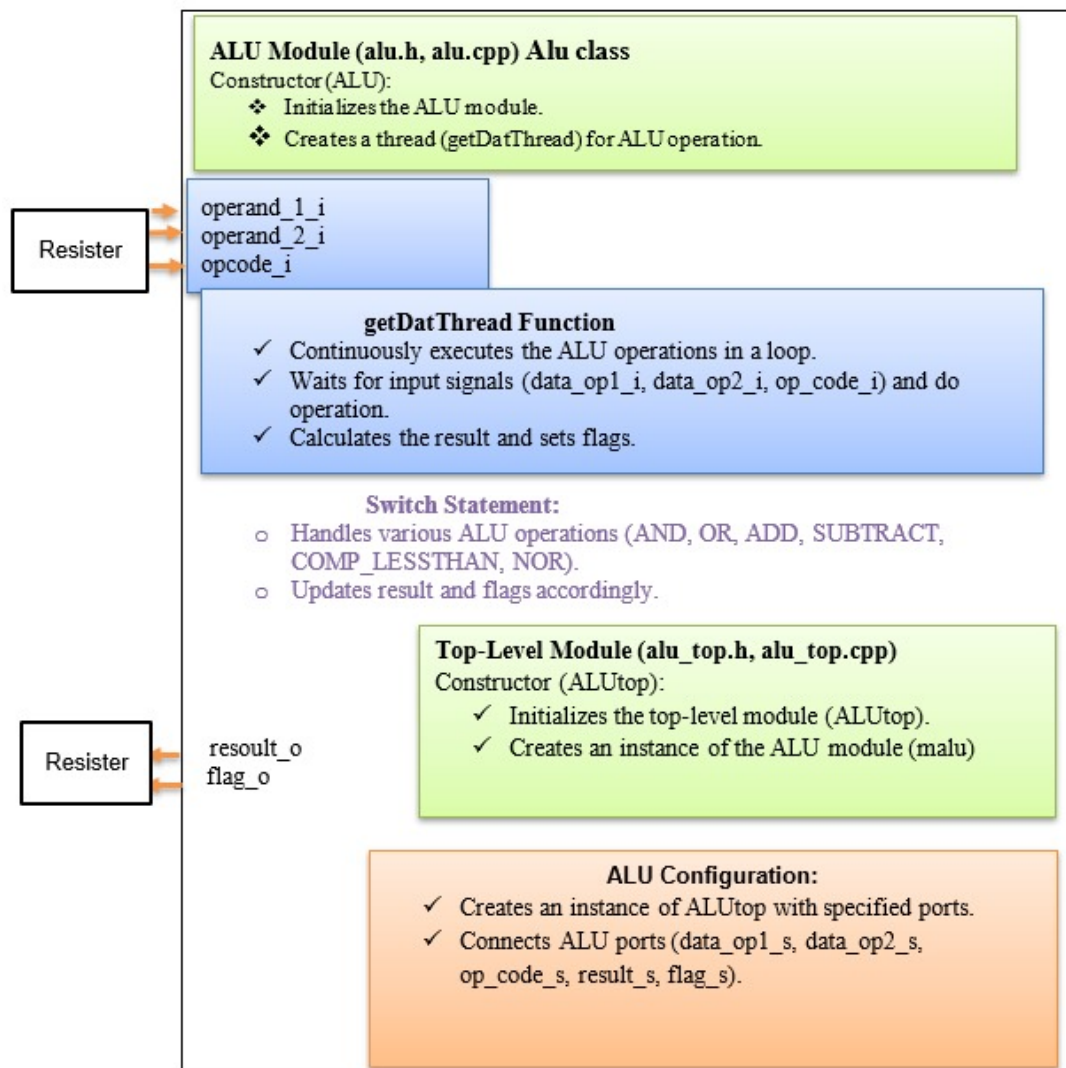 ALU Module (alu.h, alu.cpp) Alu class
Constructor (ALU):
❖ Initializes the ALU module.
❖ Creates a thread (getDatThread) for ALU operation.
Resister
operand_1_i
operand_2_i
opcode_i
getDatThread Function
✓ Continuously executes the ALU operations in a loop.
✓ Waits for input signals (data_op1_i, data_op2_i, op_code_i) and do
operation.
✓ Calculates the result and sets flags.
Switch Statement:
o Handles various ALU operations (AND, OR, ADD, SUBTRACT,
COMP_LESSTHAN, NOR).
o Updates result and flags accordingly.
Top-Level Module (alu_top.h, alu_top.cpp)
Constructor (ALUtop):
✓ Initializes the top-level module (ALUtop).
✓ Creates an instance of the ALU module (malu)
Resister
resoult_o
flag_o
ALU Configuration:
✓ Creates an instance of ALUtop with specified ports.
✓ Connects ALU ports (data_op1_s, data_op2_s,
op_code_s, result_s, flag_s).